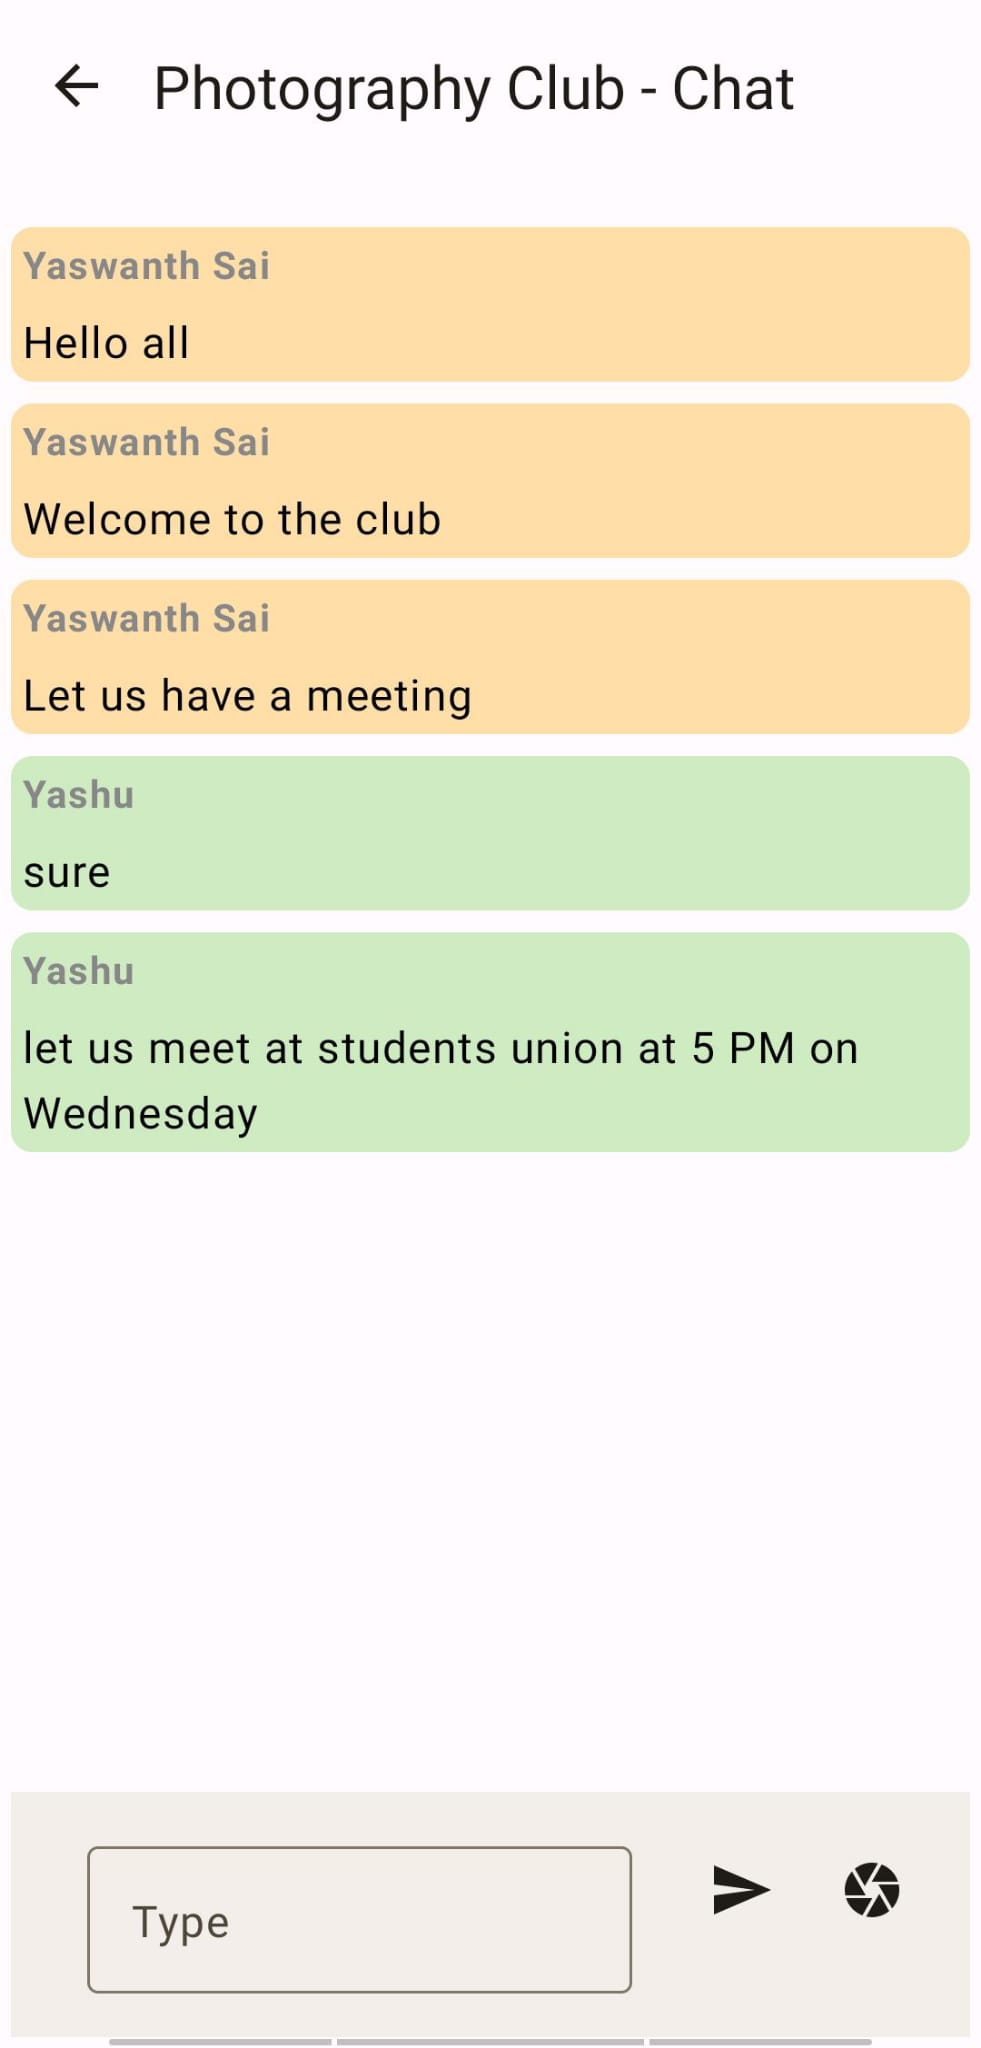 Photography Club - Chat
Yaswanth Sai
Hello all
Yaswanth Sai
Welcome to the club
Yaswanth Sai
Let us have a meeting
Yashu
sure
Yashu
let us meet at students union at 5 PM on
Wednesday
Type